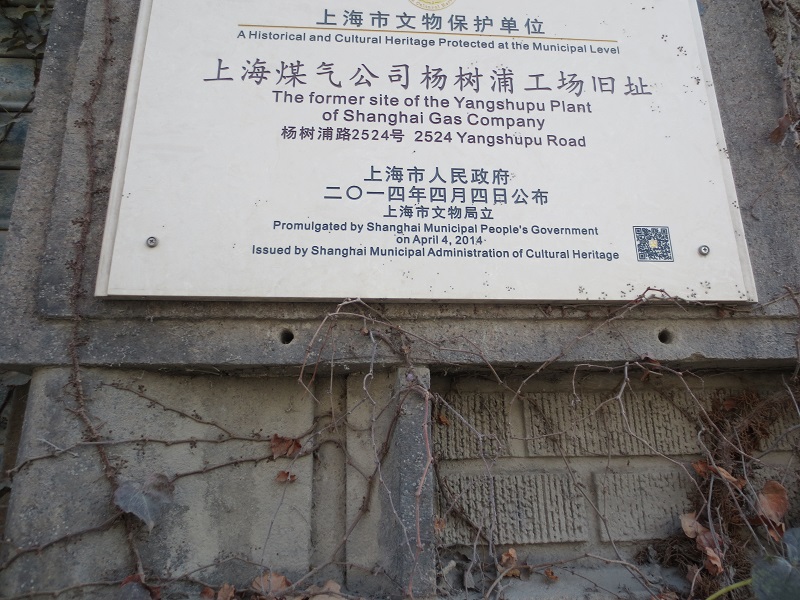 上海市文物保护单位
A Historical and Cultural Heritage Protected at the Municipal Level
上海煤气公司杨树浦工场旧址
The former site of the Yangshupu Plant
of Shanghai Gas Company
杨树浦路2524号 2524 Yangshupu Road
上海市人民政府
二〇一四年四月四日公布
上海市文物局立
Promulgated by Shanghai Municipal People's Government
on April 4, 2014
Issued by Shanghai Municipal Administration of Cultural Heritage